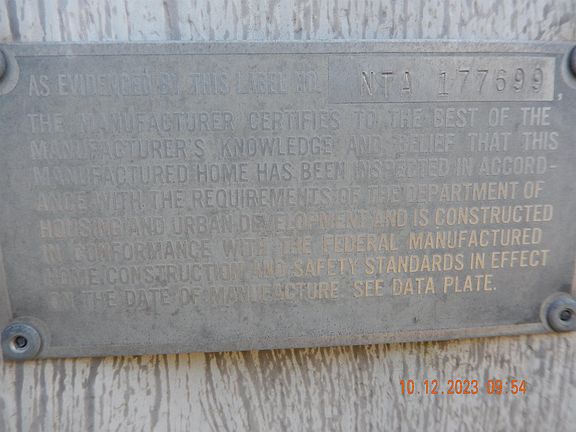 AS EVIDENCED BY THIS LABEL NO. NTA 177699,
THE MANUFACTURER CERTIFIES TO THE BEST OF THE
MANUFACTURER'S KNOWLEDGE AND BELIEF THAT THIS
MANUFACTURED HOME HAS BEEN INSPECTED IN ACCORD-
ANCE WITH THE REQUIREMENTS OF THE DEPARTMENT OF
HOUSING AND URBAN DEVELOPMENT AND IS CONSTRUCTED
IN CONFORMANCE WITH THE FEDERAL MANUFACTURED
HOME CONSTRUCTION AND SAFETY STANDARDS IN EFFECT
ON THE DATE OF MANUFACTURE. SEE DATA PLATE.
10.12.2023 09:54